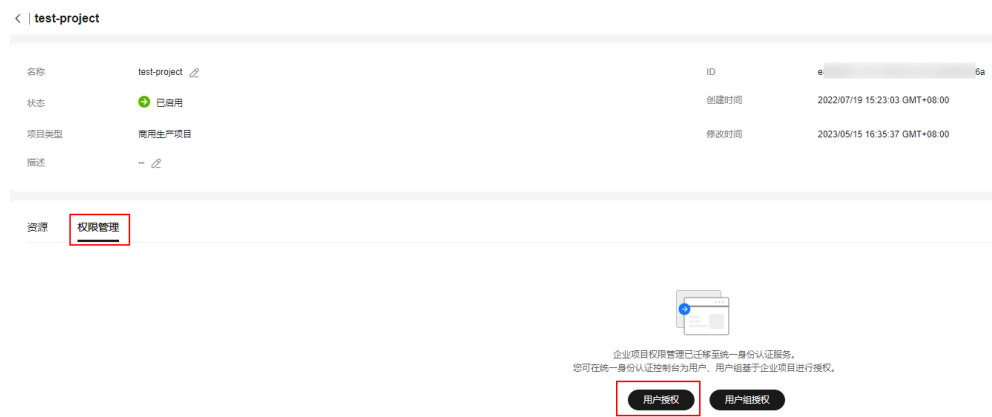 < | test-project
名称 test-project ID e 6a
状态 已启用 创建时间 2022/07/19 15:23:03 GMT+08:00
项目类型 商用生产项目 修改时间 2023/05/15 16:35:37 GMT+08:00
描述 --
资源 权限管理
企业项目权限管理已迁移至统一身份认证服务。
您可在统一身份认证控制台为用户、用户组基于企业项目进行授权。
用户授权 用户组授权